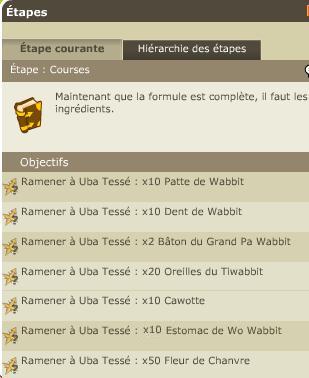 Étapes
Étape courante
Hiérarchie des étapes
Étape : Courses
Maintenant que la formule est complète, il faut les
ingrédients.
Objectifs
Ramener à Uba Tessé : x10 Patte de Wabbit
Ramener à Uba Tessé : x10 Dent de Wabbit
Ramener à Uba Tessé : x2 Bâton du Grand Pa Wabbit
Ramener à Uba Tessé : x20 Oreilles du Tiwabbit
Ramener à Uba Tessé : x10 Cawotte
Ramener à Uba Tessé : x10 Estomac de Wo Wabbit
Ramener à Uba Tessé : x50 Fleur de Chanvre